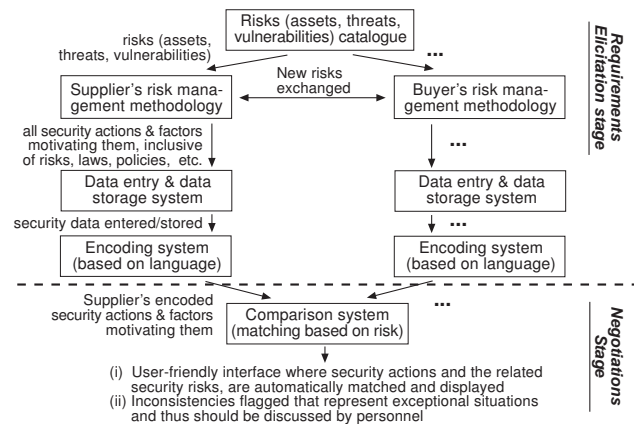 Risks (assets, threats, vulnerabilities) catalogue
risks (assets,
threats, vulnerabilities)
...
Requirements
Elicitation stage
Supplier's risk mana-
gement methodology
New risks
exchanged
Buyer's risk mana-
gement methodology
all security actions & factors
motivating them, inclusive
of risks, laws, policies, etc.
...
Data entry & data
storage system
Data entry & data
storage system
security data entered/stored
...
Encoding system
(based on language)
Encoding system
(based on language)
Supplier's encoded
security actions & factors
motivating them
...
Comparison system
(matching based on risk)
Negotiations
Stage
(i) User-friendly interface where security actions and the related
security risks, are automatically matched and displayed
(ii) Inconsistencies flagged that represent exceptional situations
and thus should be discussed by personnel